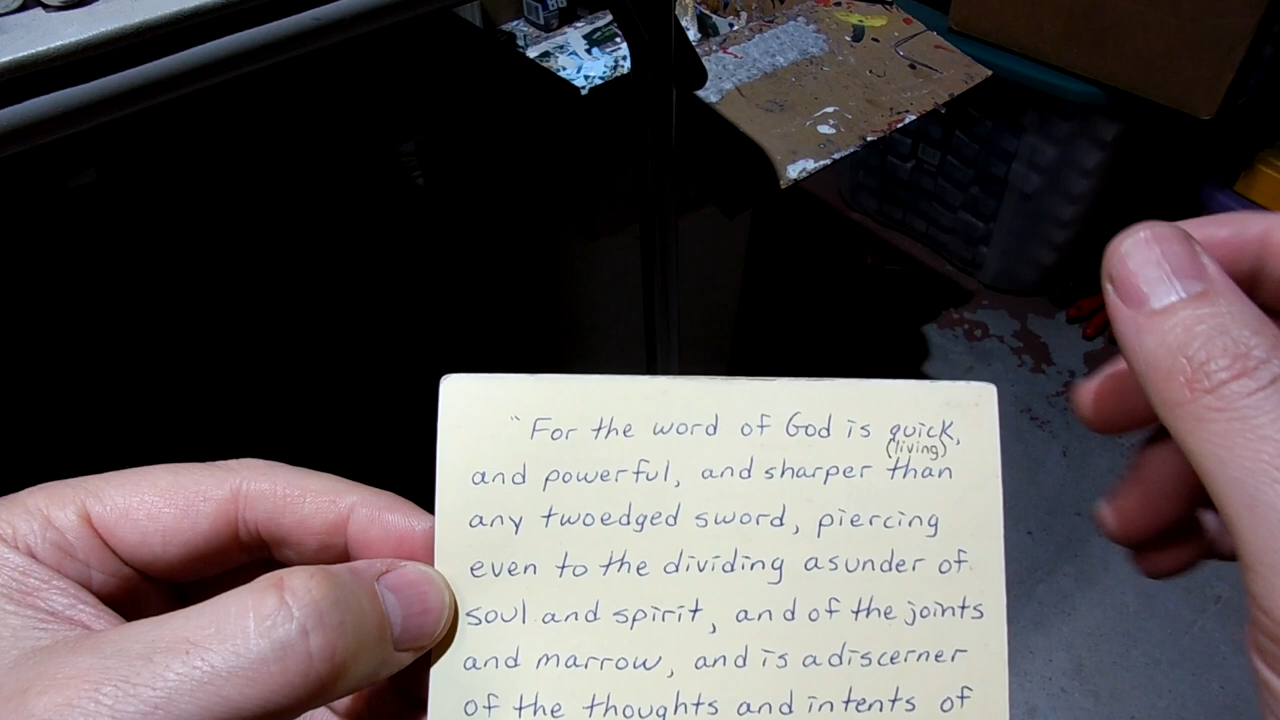 “For the word of God is quick,
(living)
and powerful, and sharper than
any twoedged sword, piercing
even to the dividing asunder of
soul and spirit, and of the joints
and marrow, and is a discerner
of the thoughts and intents of